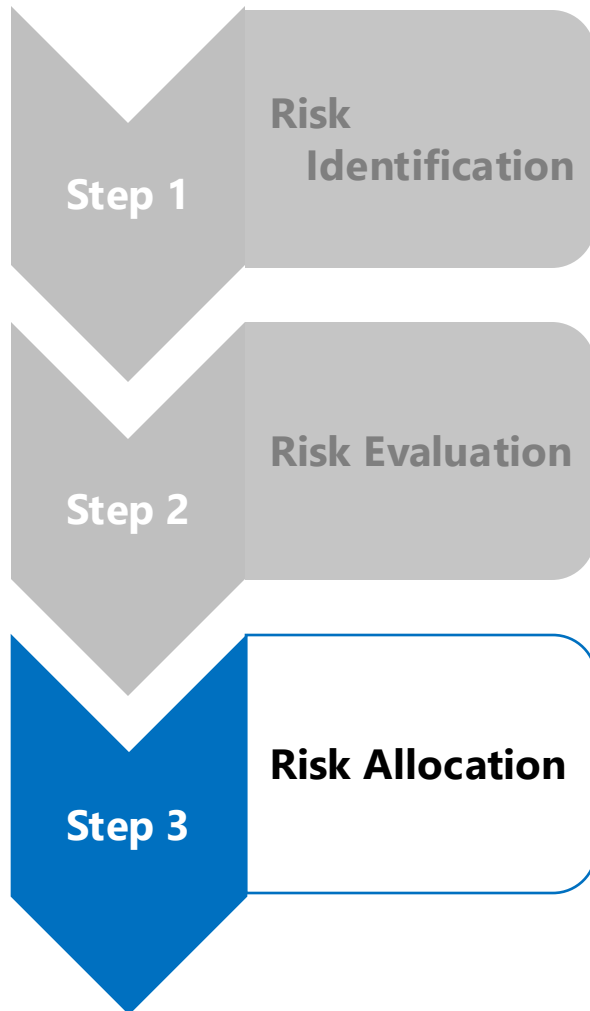 Step 1
Risk
Identification
Step 2
Risk Evaluation
Step 3
Risk Allocation